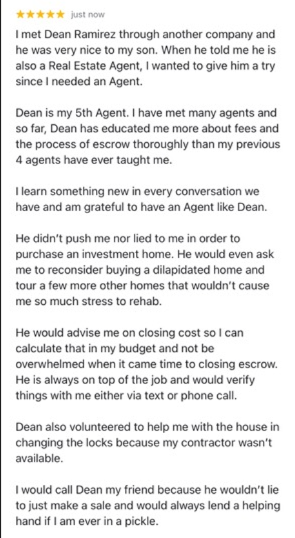 ★★★★★ just now
I met Dean Ramirez through another company and
he was very nice to my son. When he told me he is
also a Real Estate Agent, I wanted to give him a try
since I needed an Agent.
Dean is my 5th Agent. I have met many agents and
so far, Dean has educated me more about fees and
the process of escrow thoroughly than my previous
4 agents have ever taught me.
I learn something new in every conversation we
have and am grateful to have an Agent like Dean.
He didn't push me nor lied to me in order to
purchase an investment home. He would even ask
me to reconsider buying a dilapidated home and
tour a few more other homes that wouldn't cause
me so much stress to rehab.
He would advise me on closing cost so I can
calculate that in my budget and not be
overwhelmed when it came time to closing escrow.
He is always on top of the job and would verify
things with me either via text or phone call.
Dean also volunteered to help me with the house in
changing the locks because my contractor wasn't
available.
I would call Dean my friend because he wouldn't lie
to just make a sale and would always lend a helping
hand if I am ever in a pickle.